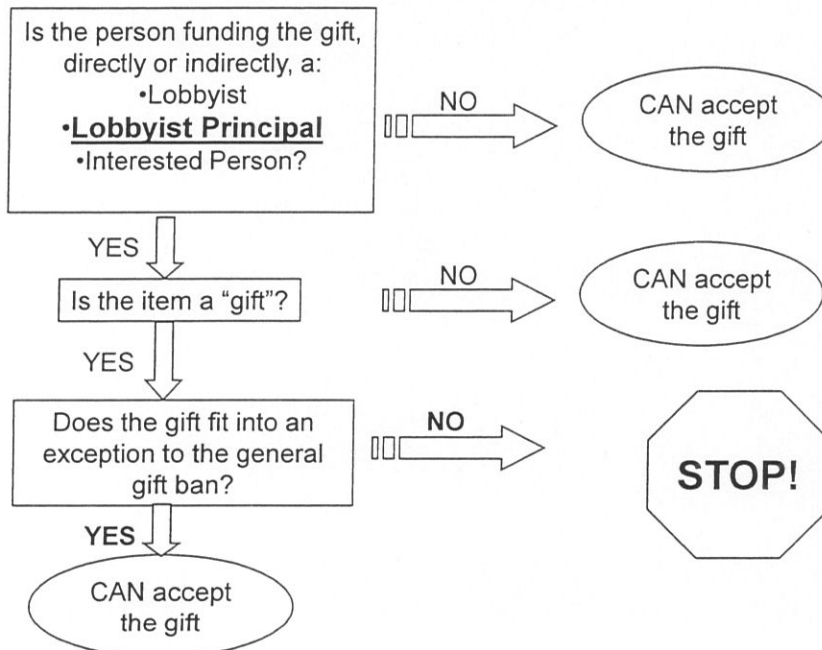 Is the person funding the gift,
directly or indirectly, a:
•Lobbyist
•Lobbyist Principal
•Interested Person?
NO
CAN accept
the gift
YES
Is the item a “gift”?
NO
CAN accept
the gift
YES
Does the gift fit into an
exception to the general
gift ban?
NO
STOP!
YES
CAN accept
the gift